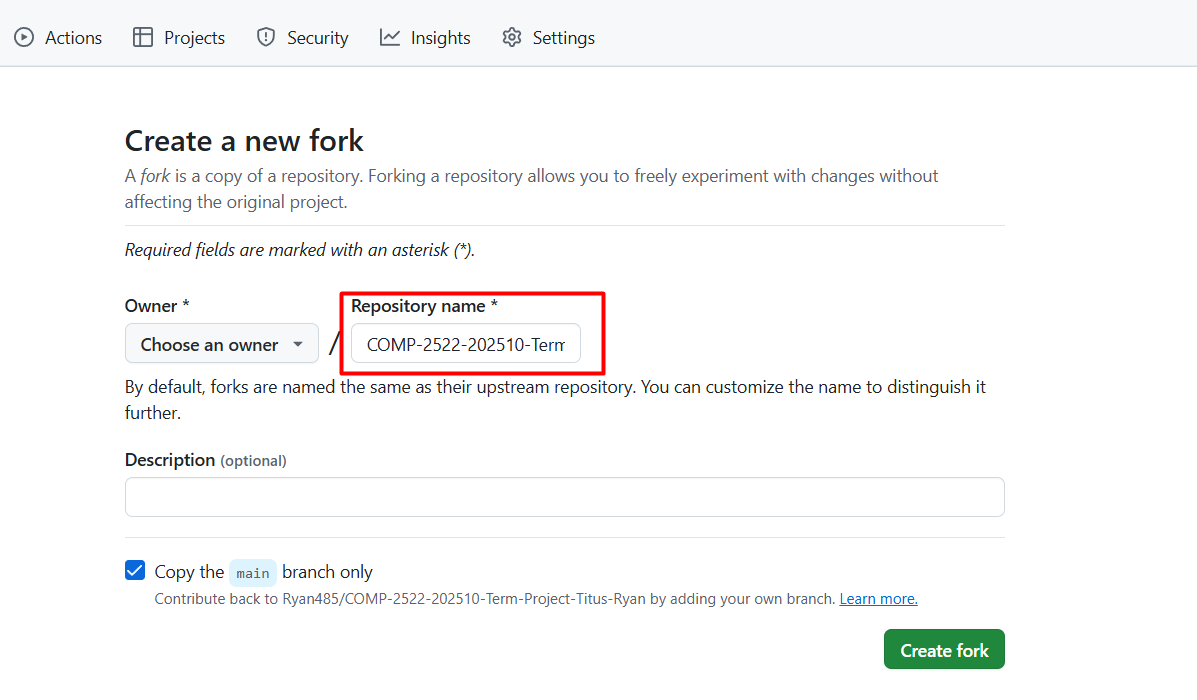 Actions Projects Security Insights Settings
Create a new fork
A fork is a copy of a repository. Forking a repository allows you to freely experiment with changes without
affecting the original project.
Required fields are marked with an asterisk (*).
Owner * Repository name *
Choose an owner / COMP-2522-202510-Term
By default, forks are named the same as their upstream repository. You can customize the name to distinguish it
further.
Description (optional)
Copy the main branch only
Contribute back to Ryan485/COMP-2522-202510-Term-Project-Titus-Ryan by adding your own branch. Learn more.
Create fork